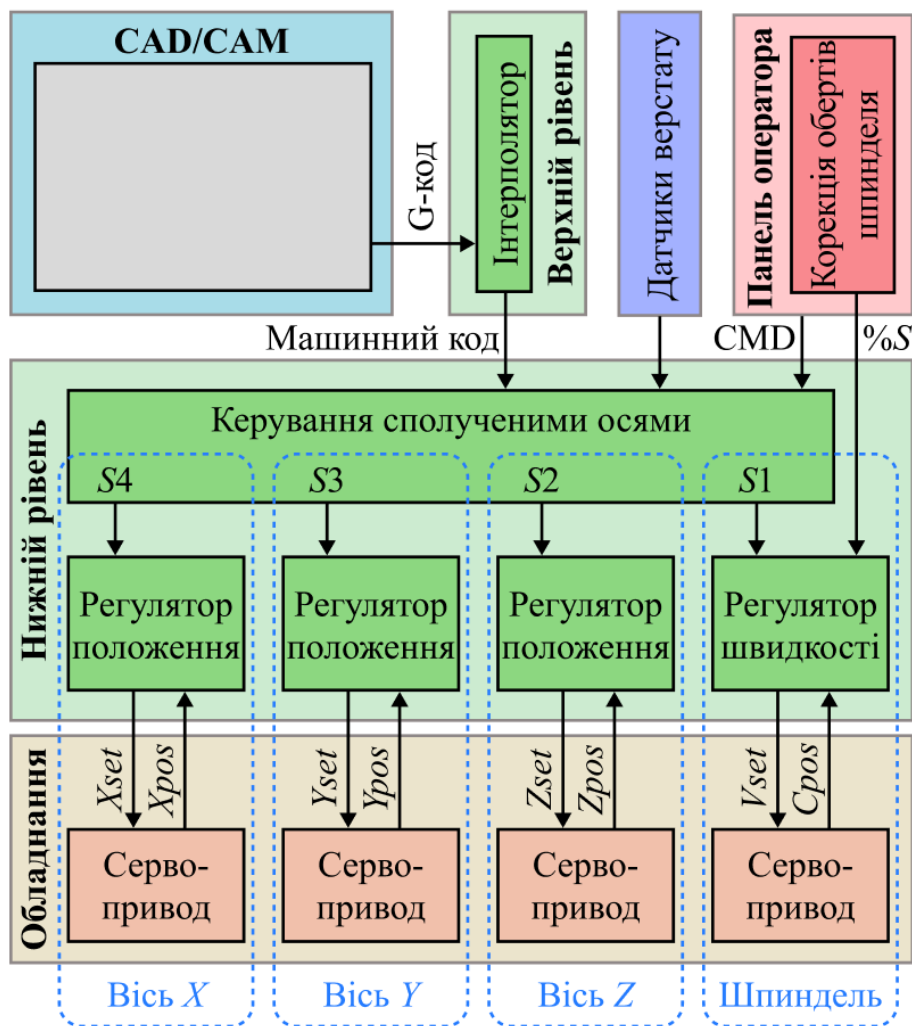 CAD/CAM
G-код
Інтерполятор
Верхній рівень
Датчики верстату
Панель оператора
Корекція обертів
шпинделя
Машинний код
CMD
%S
Нижній рівень
Керування сполученими осями
S4
S3
S2
S1
Регулятор
положення
Регулятор
положення
Регулятор
положення
Регулятор
швидкості
Обладнання
Xset
Xpos
Yset
Ypos
Zset
Zpos
Vset
Cpos
Серво-
привод
Серво-
привод
Серво-
привод
Серво-
привод
Вісь X
Вісь Y
Вісь Z
Шпиндель